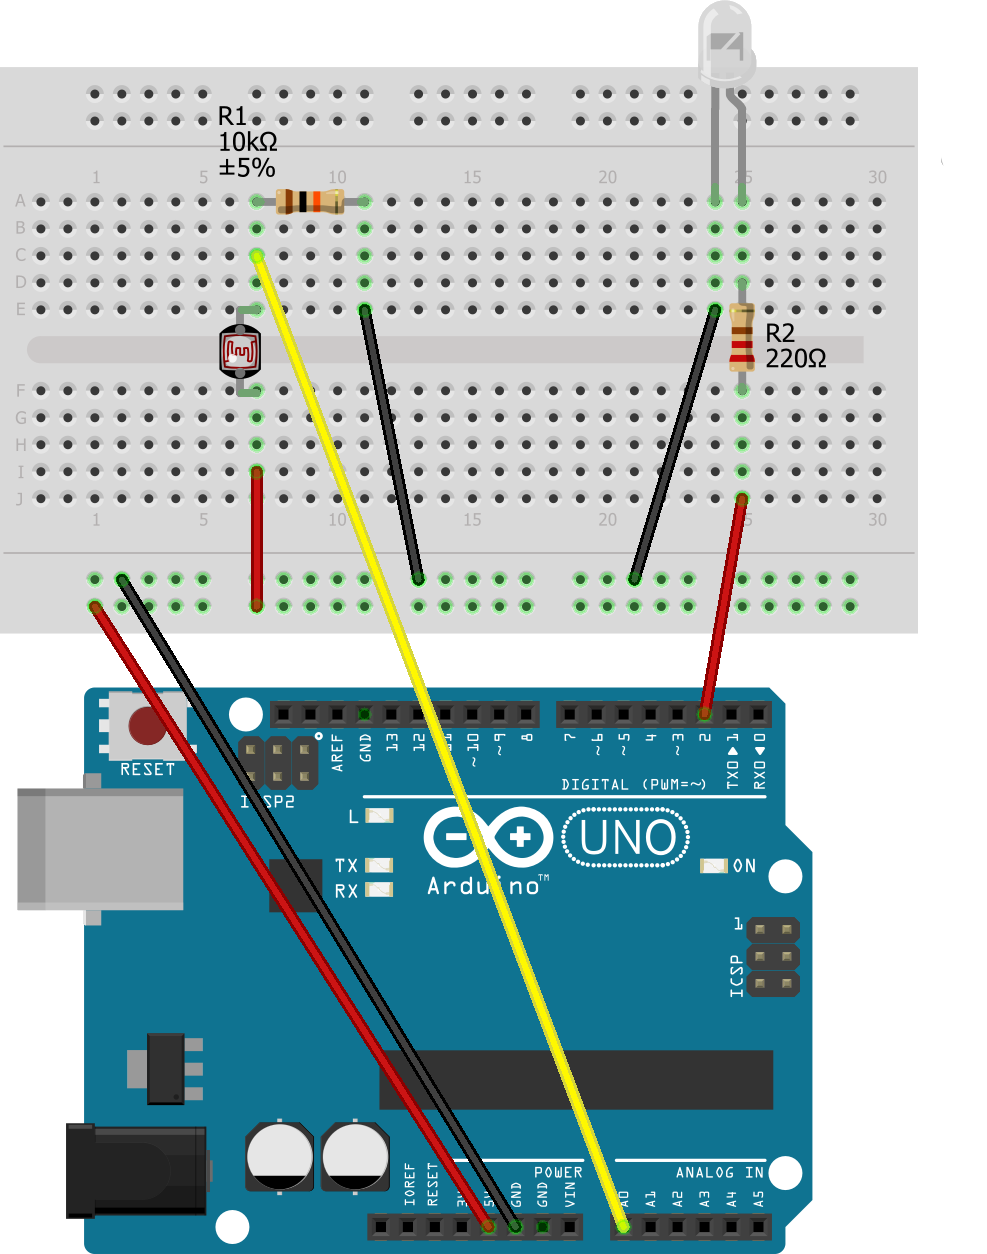 R1
10kΩ
±5%
1 5 10 15 20 30
A
B
C
D
E
R2
220Ω
F
G
H
I
J
1 5 10 15 20 30
RESET
ICSP2
AREF
GND
13
12
~10
~9
8
7
~6
~5
4
~3
2
TX0▶1
RX0◀0
DIGITAL (PWM=~)
L
TX
RX
Arduino™
UNO
ON
1
ICSP
POWER
ANALOG IN
IOREF
RESET
GND
GND
VIN
A0
A1
A2
A3
A4
A5